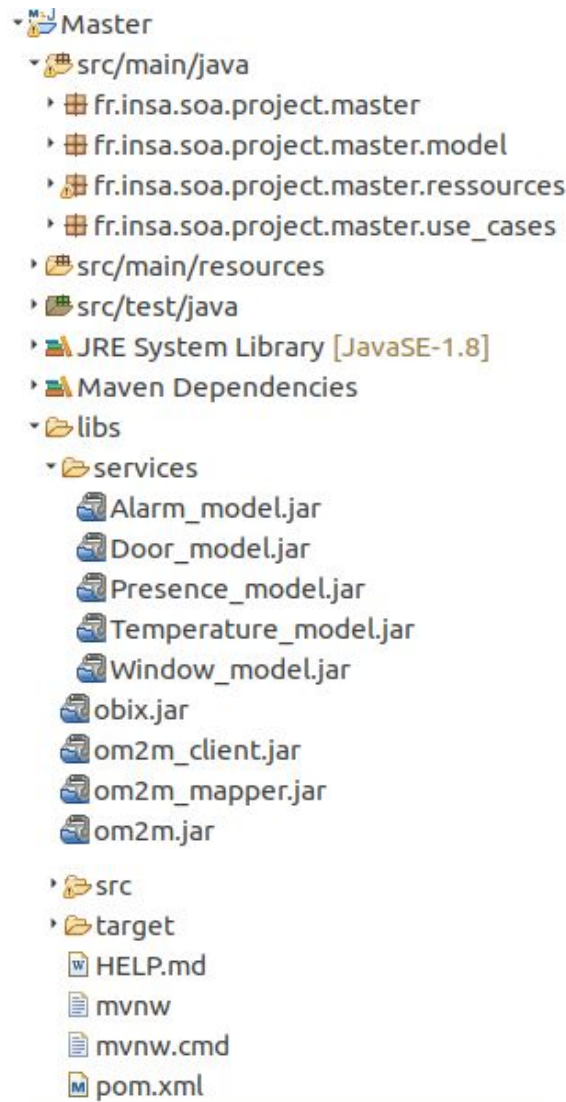 Master
src/main/java
fr.insa.soa.project.master
fr.insa.soa.project.master.model
fr.insa.soa.project.master.ressources
fr.insa.soa.project.master.use_cases
src/main/resources
src/test/java
JRE System Library [JavaSE-1.8]
Maven Dependencies
libs
services
Alarm_model.jar
Door_model.jar
Presence_model.jar
Temperature_model.jar
Window_model.jar
obix.jar
om2m_client.jar
om2m_mapper.jar
om2m.jar
src
target
HELP.md
mvnw
mvnw.cmd
pom.xml